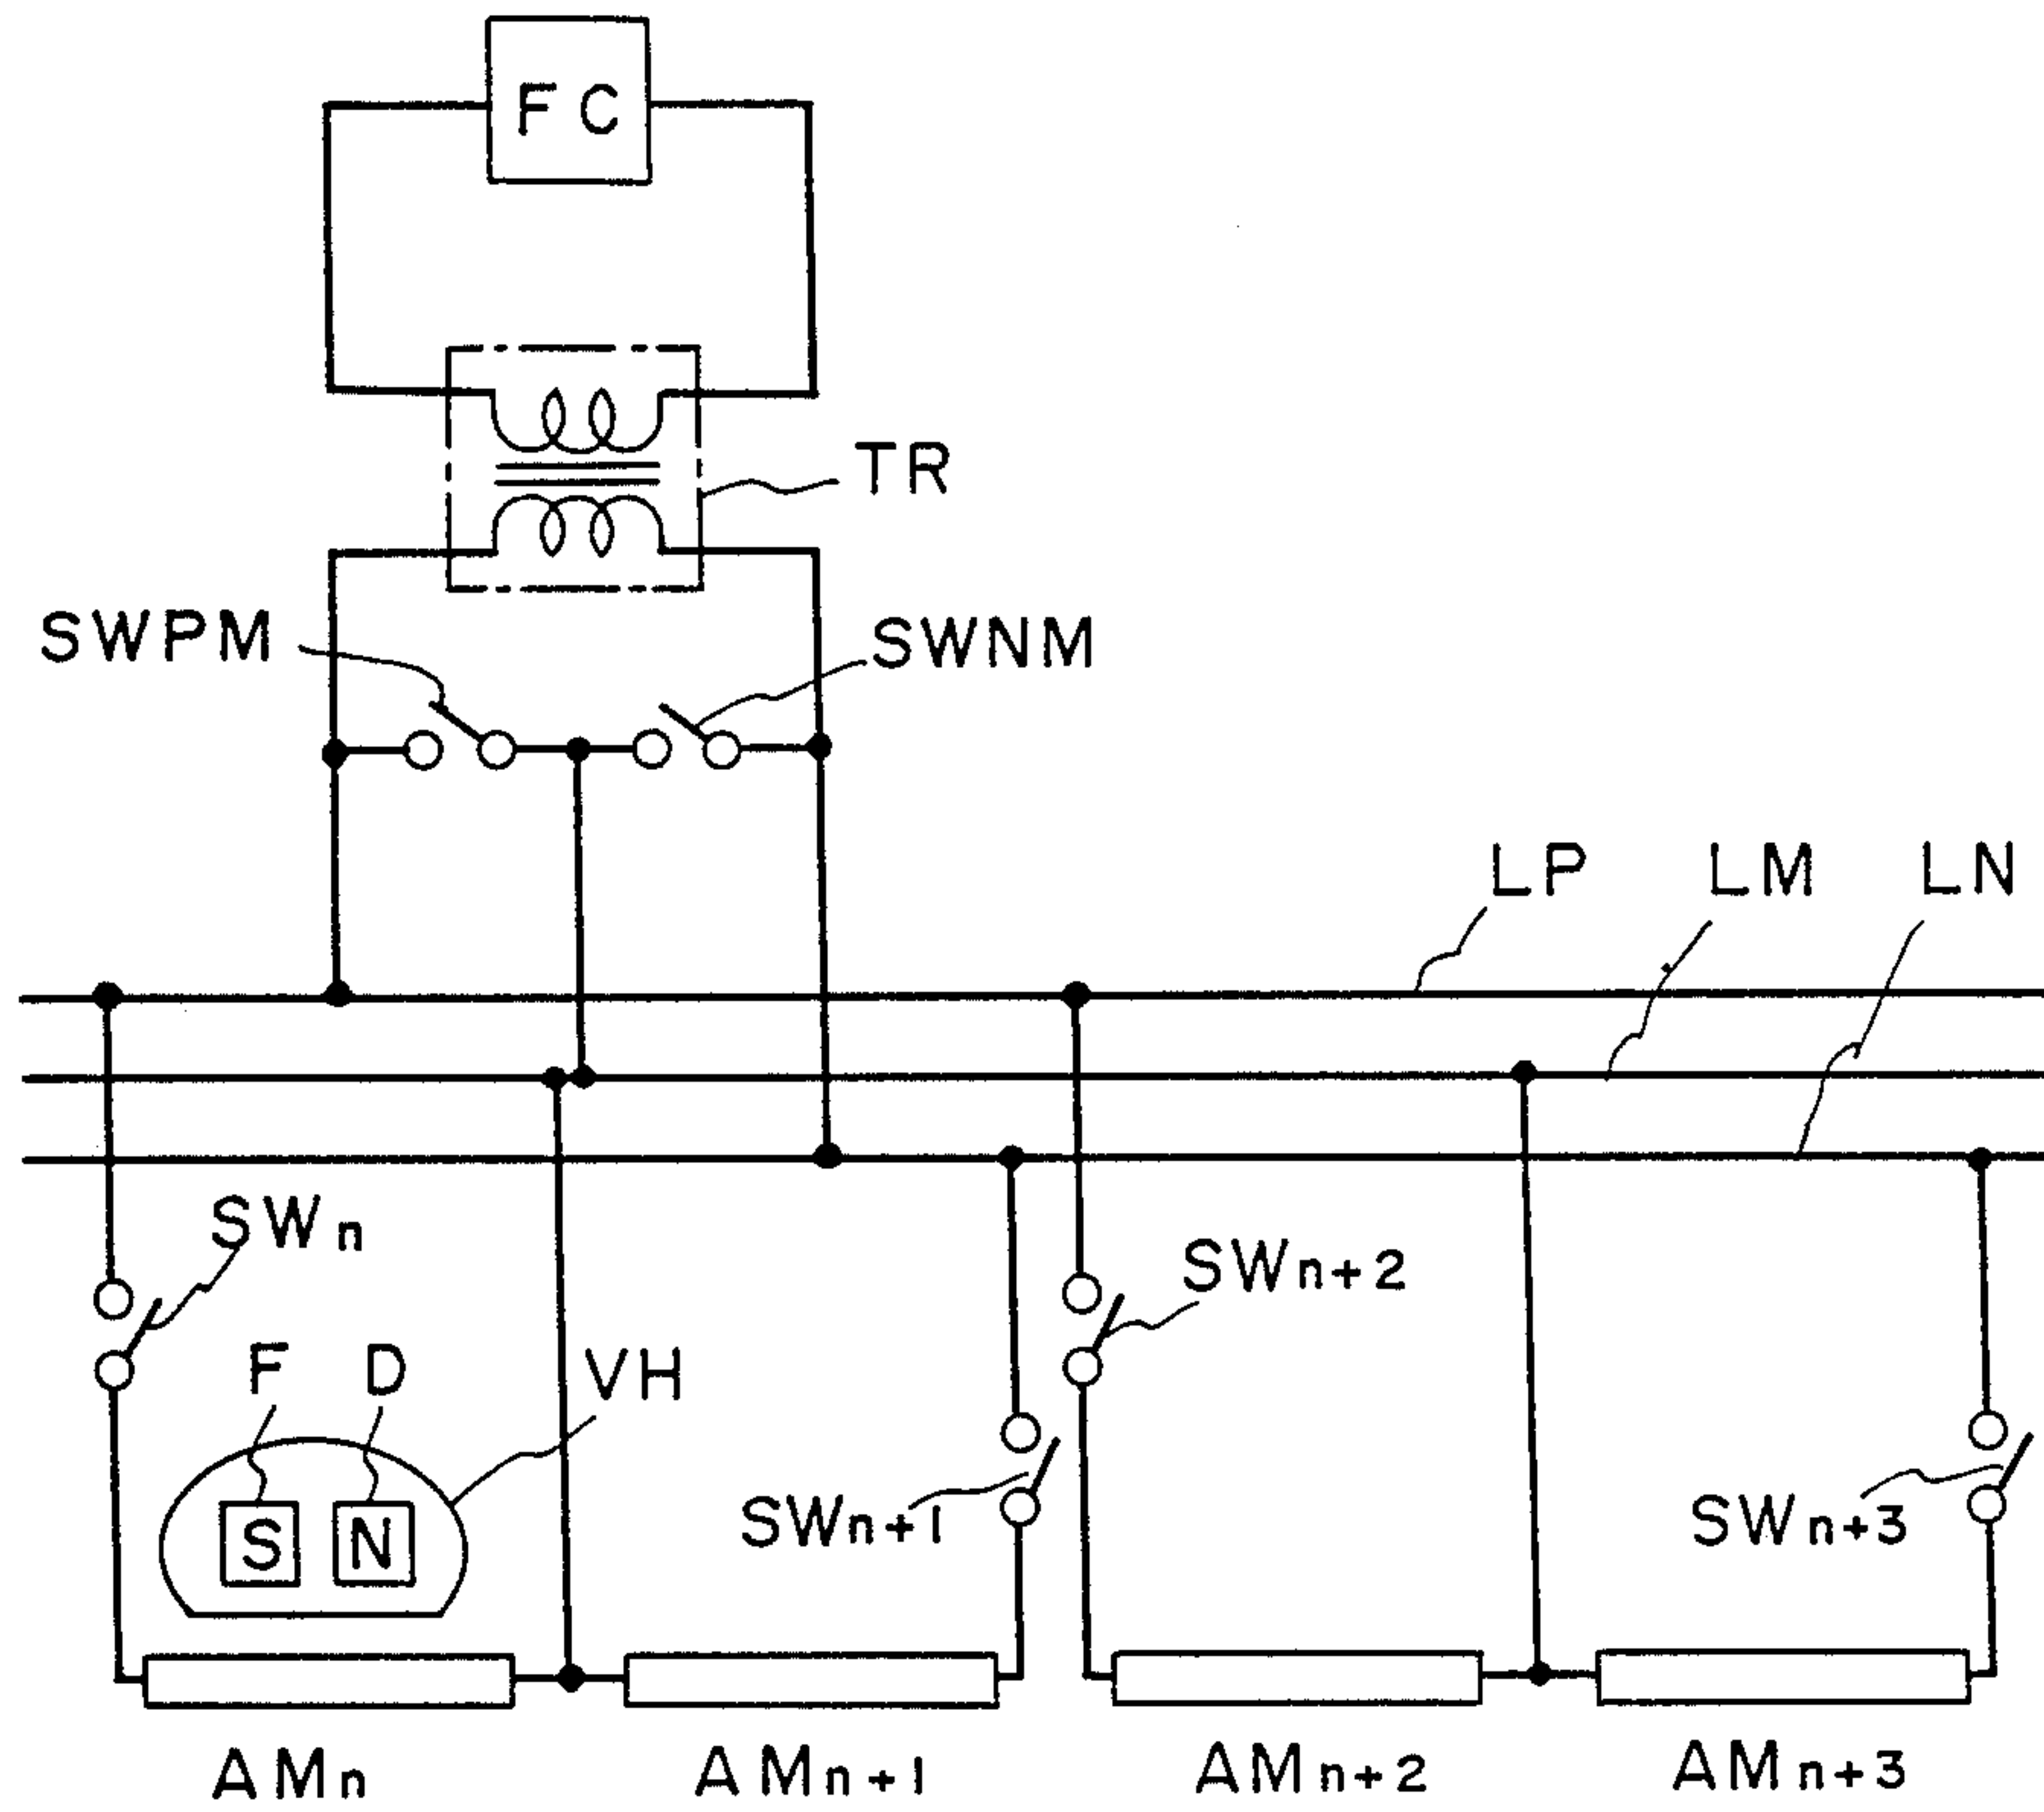 FC
TR
SWPM
SWNM
LP LM LN
SWn
SWn+2
F D VH
SWn+1
SWn+3
S N
AMn AMn+1 AMn+2 AMn+3